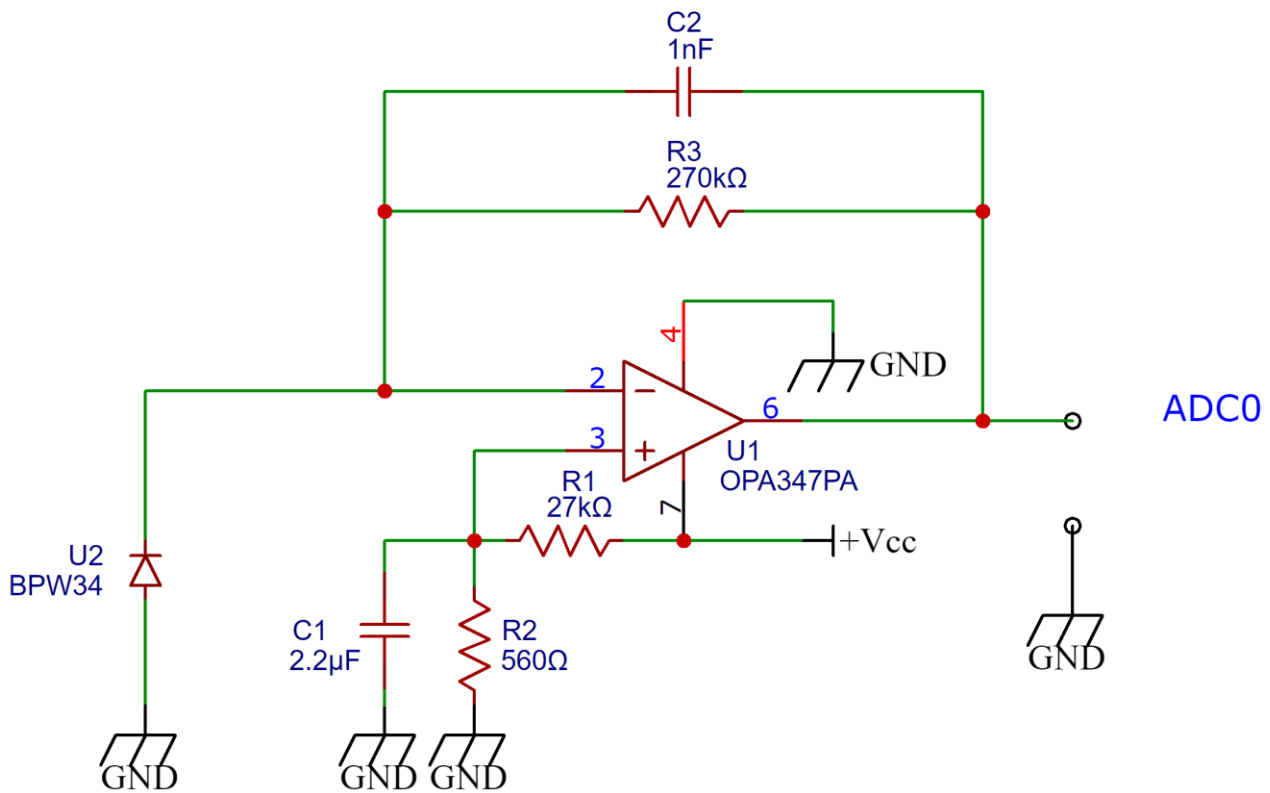 C2
1nF
R3
270kΩ
4
GND
2
6
ADC0
3
U1
OPA347PA
R1
27kΩ
7
+Vcc
U2
BPW34
C1
2.2µF
R2
560Ω
GND
GND
GND
GND